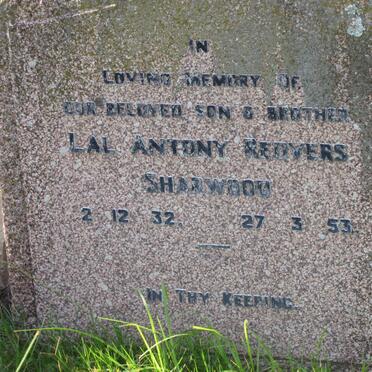 IN
LOVING MEMORY OF
OUR BELOVED SON & BROTHER
LAL ANTONY REDVERS
SHARWOOD
2 12 32. 27 3 53.
IN THY KEEPING.